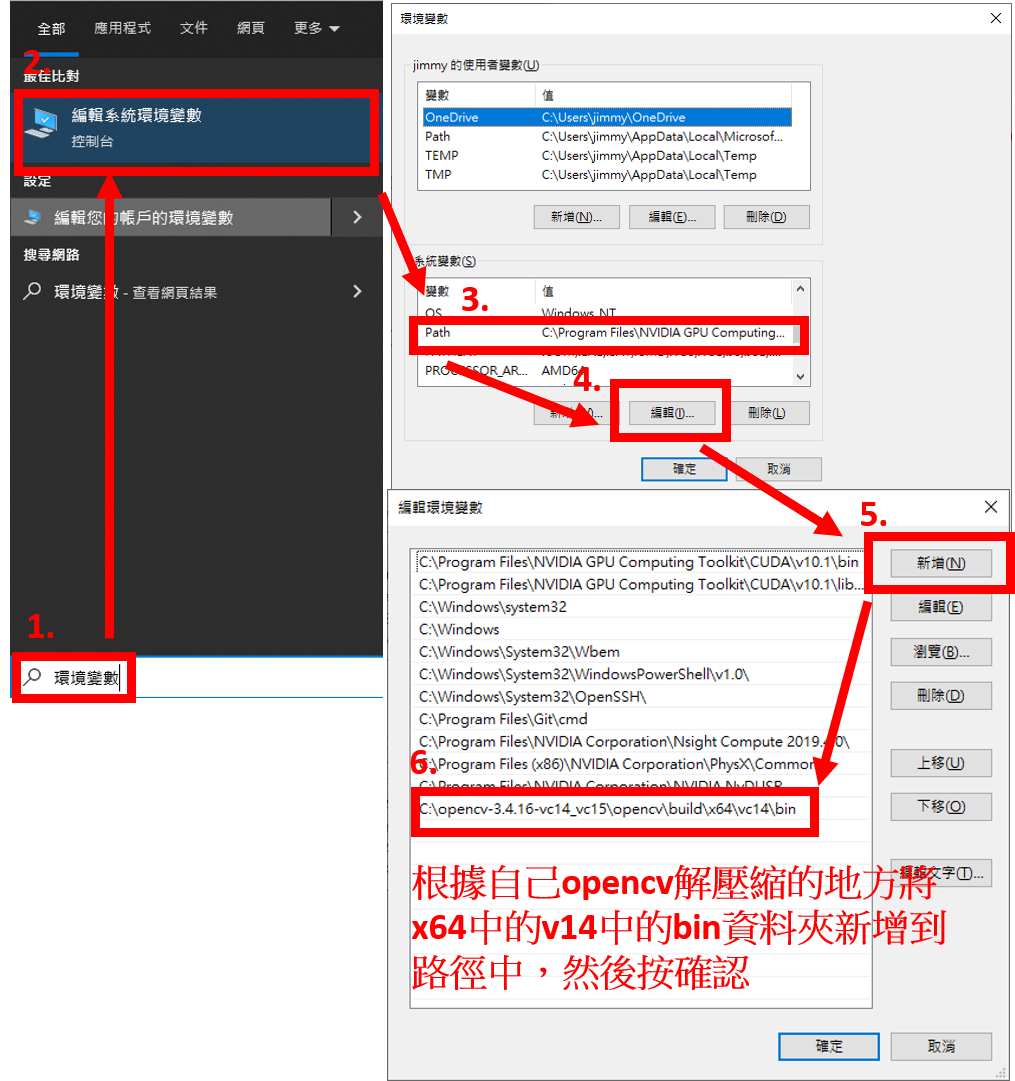 全部 應用程式 文件 網頁 更多
2.
最佳比對
編輯系統環境變數
控制台
設定
編輯您的帳戶的環境變數
搜尋網路
環境變數 - 查看網頁結果
1.
環境變數
環境變數
jimmy 的使用者變數(U)
變數 值
OneDrive C:\Users\jimmy\OneDrive
Path C:\Users\jimmy\AppData\Local\Microsof...
TEMP C:\Users\jimmy\AppData\Local\Temp
TMP C:\Users\jimmy\AppData\Local\Temp
新增(N)... 編輯(E)... 刪除(D)
系統變數(S)
變數 值
3.
OS Windows_NT
Path C:\Program Files\NVIDIA GPU Computing...
PROCESSOR_AR... AMD64
4.
編輯(I)... 刪除(L)
確定 取消
編輯環境變數
5.
C:\Program Files\NVIDIA GPU Computing Toolkit\CUDA\v10.1\bin
新增(N)
C:\Program Files\NVIDIA GPU Computing Toolkit\CUDA\v10.1\lib...
C:\Windows\system32
編輯(E)
C:\Windows
C:\Windows\System32\Wbem
瀏覽(B)...
C:\Windows\System32\WindowsPowerShell\v1.0\
C:\Windows\System32\OpenSSH\
刪除(D)
C:\Program Files\Git\cmd
C:\Program Files\NVIDIA Corporation\Nsight Compute 2019.4.0\
6.
C:\Program Files (x86)\NVIDIA Corporation\PhysX\Common
上移(U)
C:\Program Files\NVIDIA Corporation\NVIDIA NvDLISR
C:\opencv-3.4.16-vc14_vc15\opencv\build\x64\vc14\bin
下移(O)
編輯文字(T)...
根據自己opencv解壓縮的地方將
x64中的v14中的bin資料夾新增到
路徑中，然後按確認
確定 取消